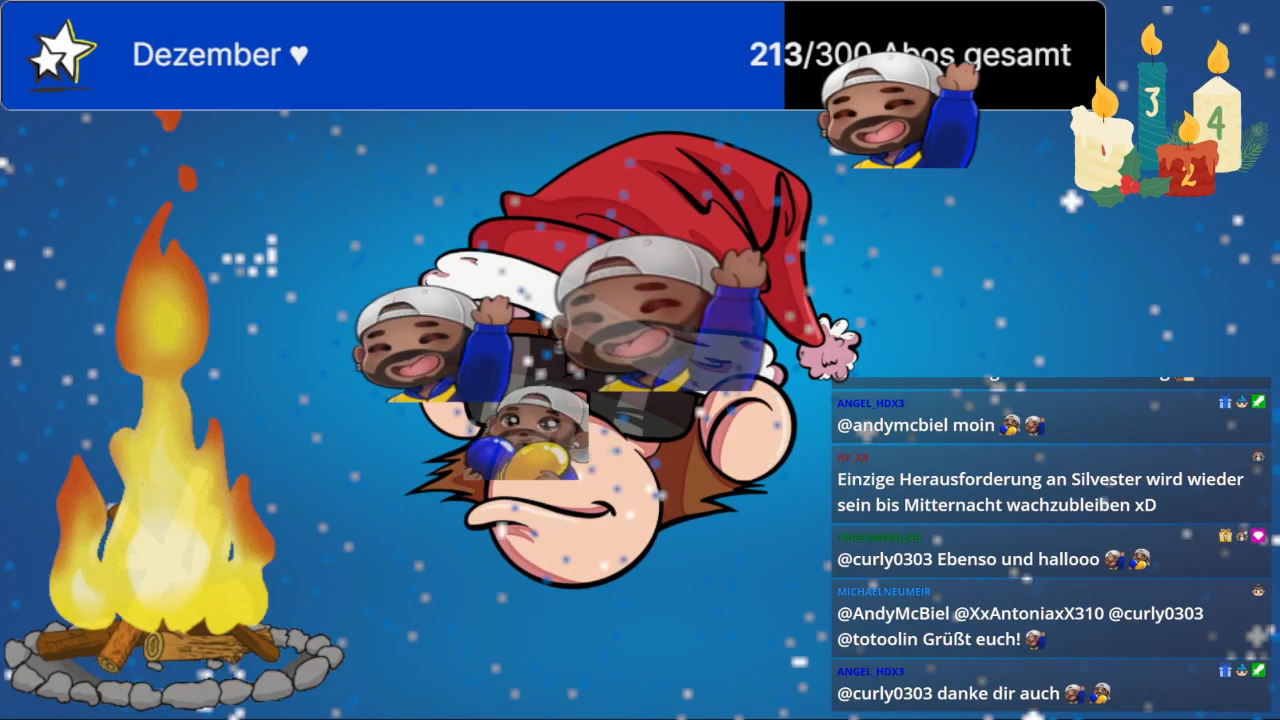 Dezember ♥
213/300 Abos gesamt
3
4
2
ANGEL_HDX3
@andymcbiel moin
AY_X3
Einzige Herausforderung an Silvester wird wieder
sein bis Mitternacht wachzubleiben xD
@curly0303 Ebenso und hallooo
MICHAELNEUMEIR
@AndyMcBiel @XxAntoniaxX310 @curly0303
@totoolin Grüßt euch!
ANGEL_HDX3
@curly0303 danke dir auch